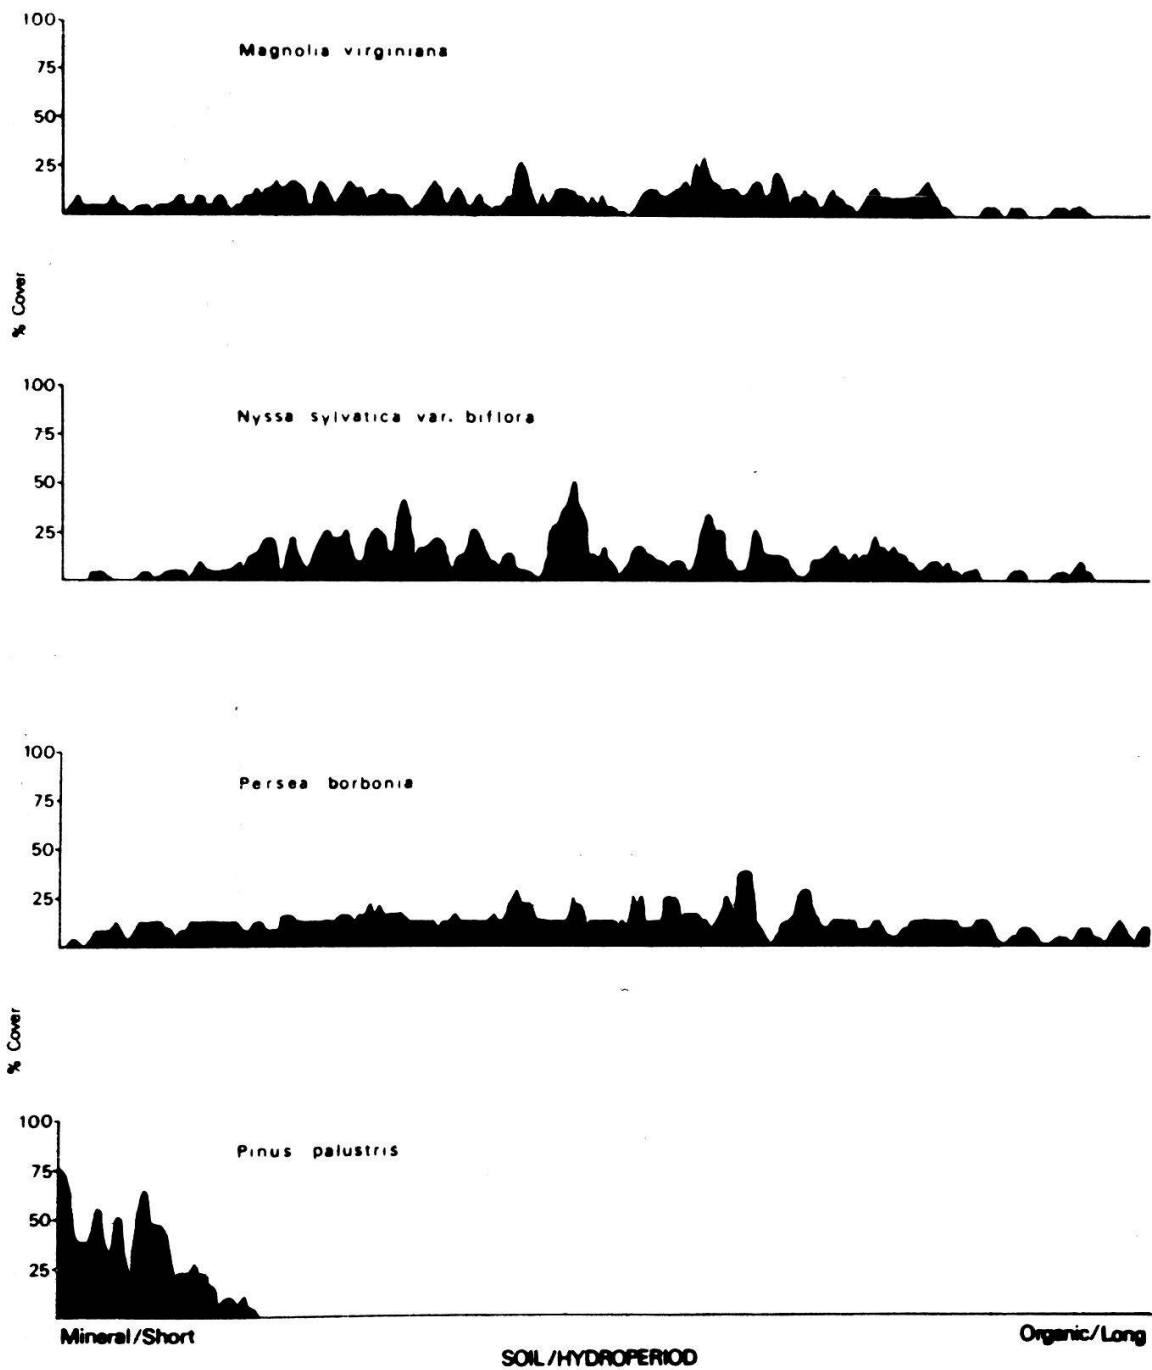 100
Magnolia virginiana
75
50
25
% Cover
100
Nyssa sylvatica var. biflora
75
50
25
100
Persea borbonia
75
50
25
% Cover
100
Pinus palustris
75
50
25
Mineral/Short
Organic/Long
SOIL/HYDROPERIOD